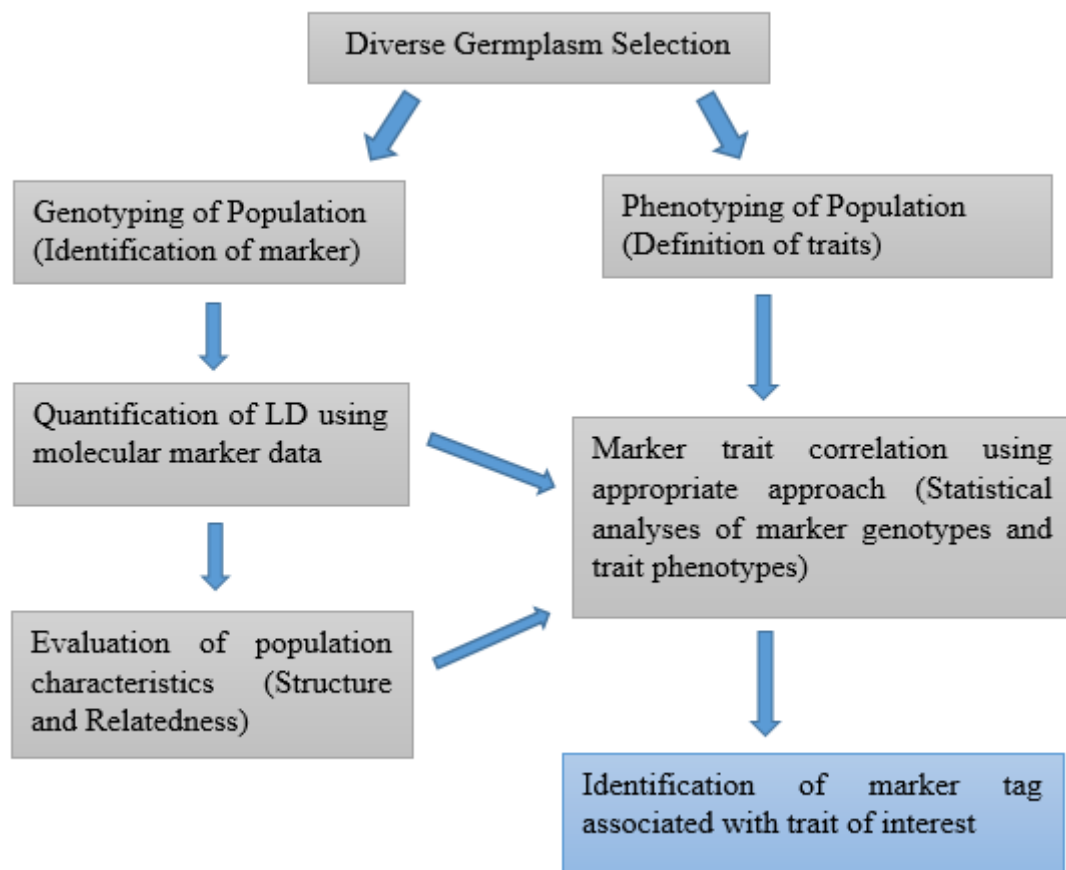 Diverse Germplasm Selection
Genotyping of Population
(Identification of marker)
Phenotyping of Population
(Definition of traits)
Quantification of LD using
molecular marker data
Marker trait correlation using
appropriate approach (Statistical
analyses of marker genotypes and
trait phenotypes)
Evaluation of population
characteristics (Structure
and Relatedness)
Identification of marker tag
associated with trait of interest